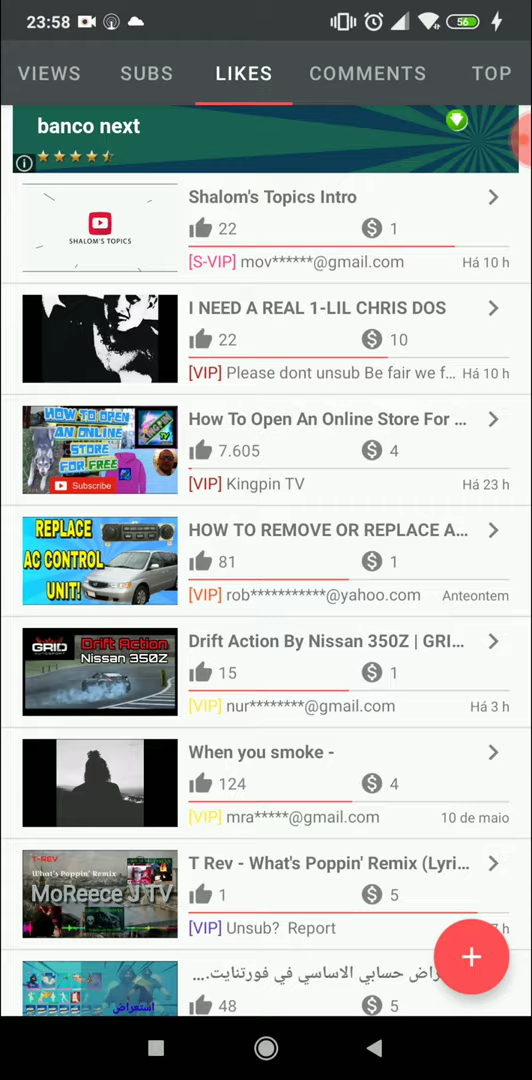 23:58
56
VIEWS
SUBS
LIKES
COMMENTS
TOP
banco next
SHALOM'S TOPICS
Shalom's Topics Intro
22
1
[S-VIP] mov******@gmail.com
Há 10 h
I NEED A REAL 1-LIL CHRIS DOS
22
10
[VIP] Please dont unsub Be fair we f...
Há 10 h
HOW TO OPEN
AN ONLINE
STORE
FOR FREE
Subscribe
How To Open An Online Store For ...
7.605
4
[VIP] Kingpin TV
Há 23 h
REPLACE
AC CONTROL
UNIT!
HOW TO REMOVE OR REPLACE A...
81
1
[VIP] rob***********@yahoo.com
Anteontem
GRID
Drift Action
Nissan 350Z
Drift Action By Nissan 350Z | GRI...
15
1
[VIP] nur********@gmail.com
Há 3 h
When you smoke -
124
4
[VIP] mra*****@gmail.com
10 de maio
T-REV
What's Poppin' Remix
MoReece J TV
T Rev - What's Poppin' Remix (Lyri...
1
5
[VIP] Unsub? Report
h
+
استعراض
راض حسابي الاساسي في فورتنايت...
48
5